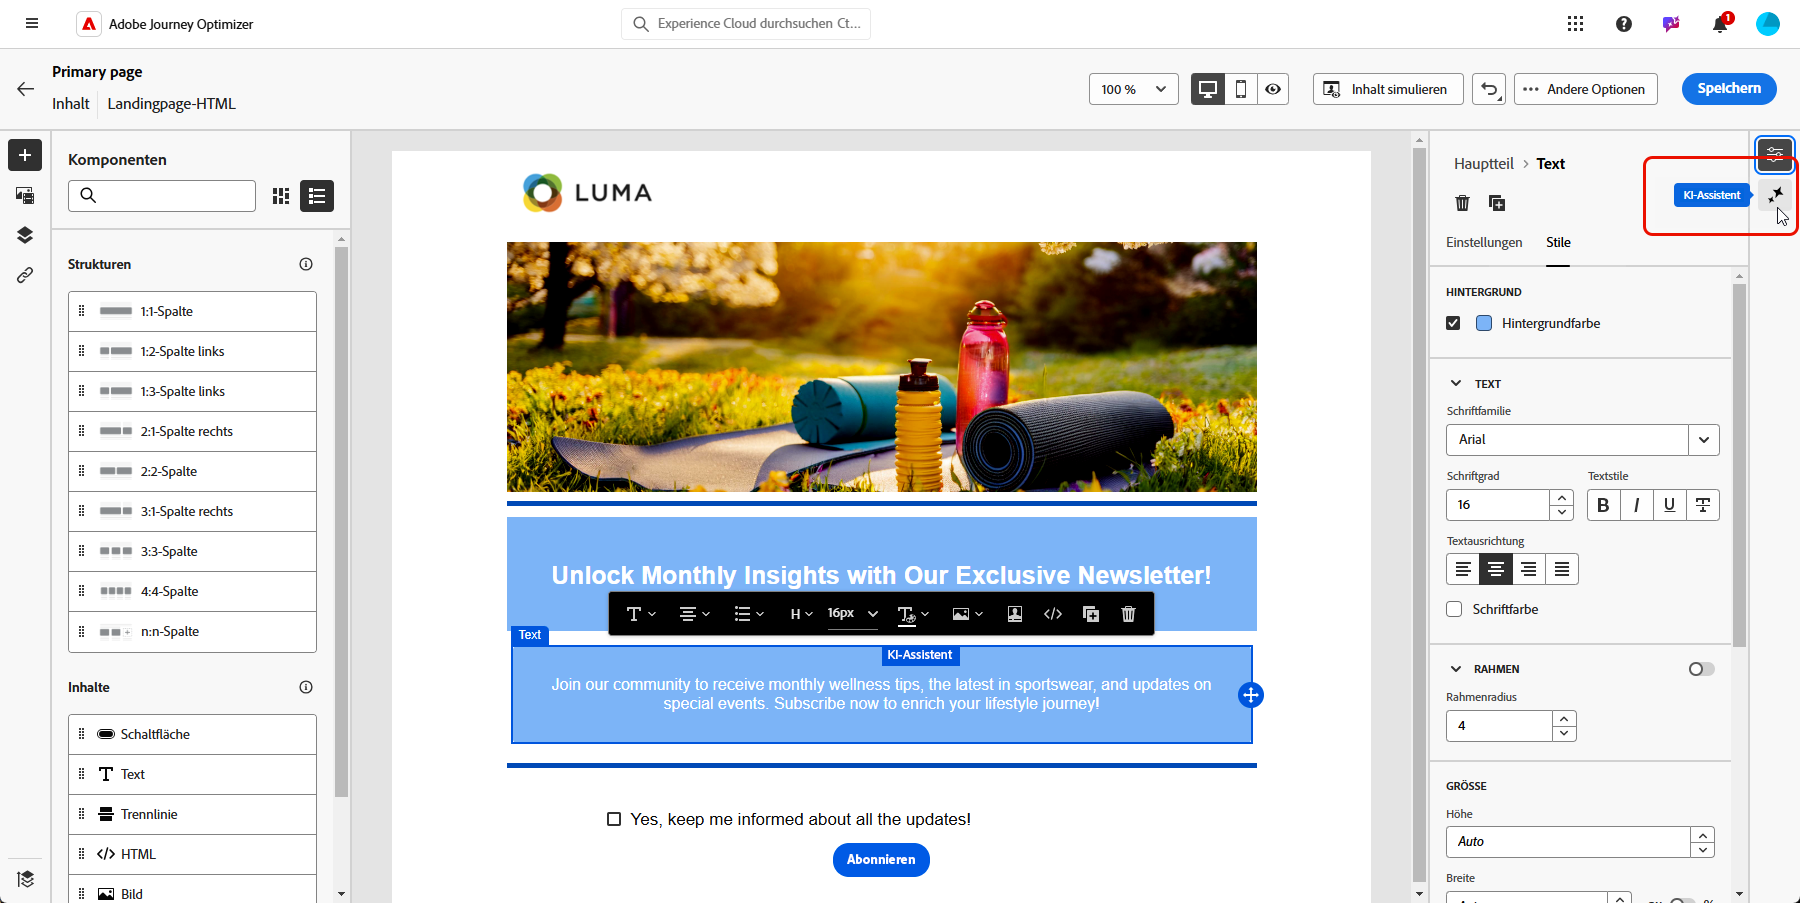 Adobe Journey Optimizer
Experience Cloud durchsuchen Ct...
1
Primary page
Inhalt
Landingpage-HTML
100 %
Inhalt simulieren
Andere Optionen
Speichern
Komponenten
Strukturen
1:1-Spalte
1:2-Spalte links
1:3-Spalte links
2:1-Spalte rechts
2:2-Spalte
3:1-Spalte rechts
3:3-Spalte
4:4-Spalte
n:n-Spalte
Inhalte
Schaltfläche
Text
Trennlinie
HTML
Bild
LUMA
Unlock Monthly Insights with Our Exclusive Newsletter!
H
16px
Text
KI-Assistent
Join our community to receive monthly wellness tips, the latest in sportswear, and updates on
special events. Subscribe now to enrich your lifestyle journey!
Yes, keep me informed about all the updates!
Abonnieren
Hauptteil > Text
KI-Assistent
Einstellungen
Stile
HINTERGRUND
Hintergrundfarbe
TEXT
Schriftfamilie
Arial
Schriftgrad
Textstile
16
B I U T
Textausrichtung
Schriftfarbe
RAHMEN
Rahmenradius
4
GRÖSSE
Höhe
Auto
Breite